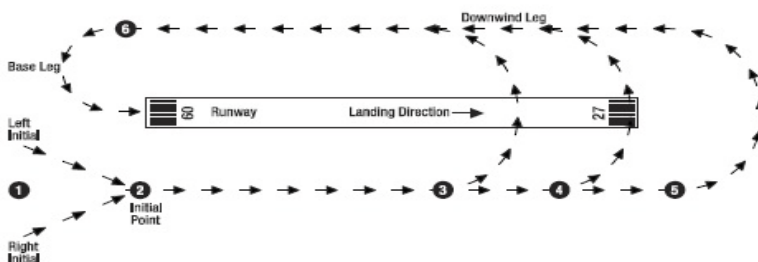 6
Downwind Leg
Base Leg
09
Runway
Landing Direction
27
Left
Initial
1
2
3
4
5
Initial
Point
Right
Initial